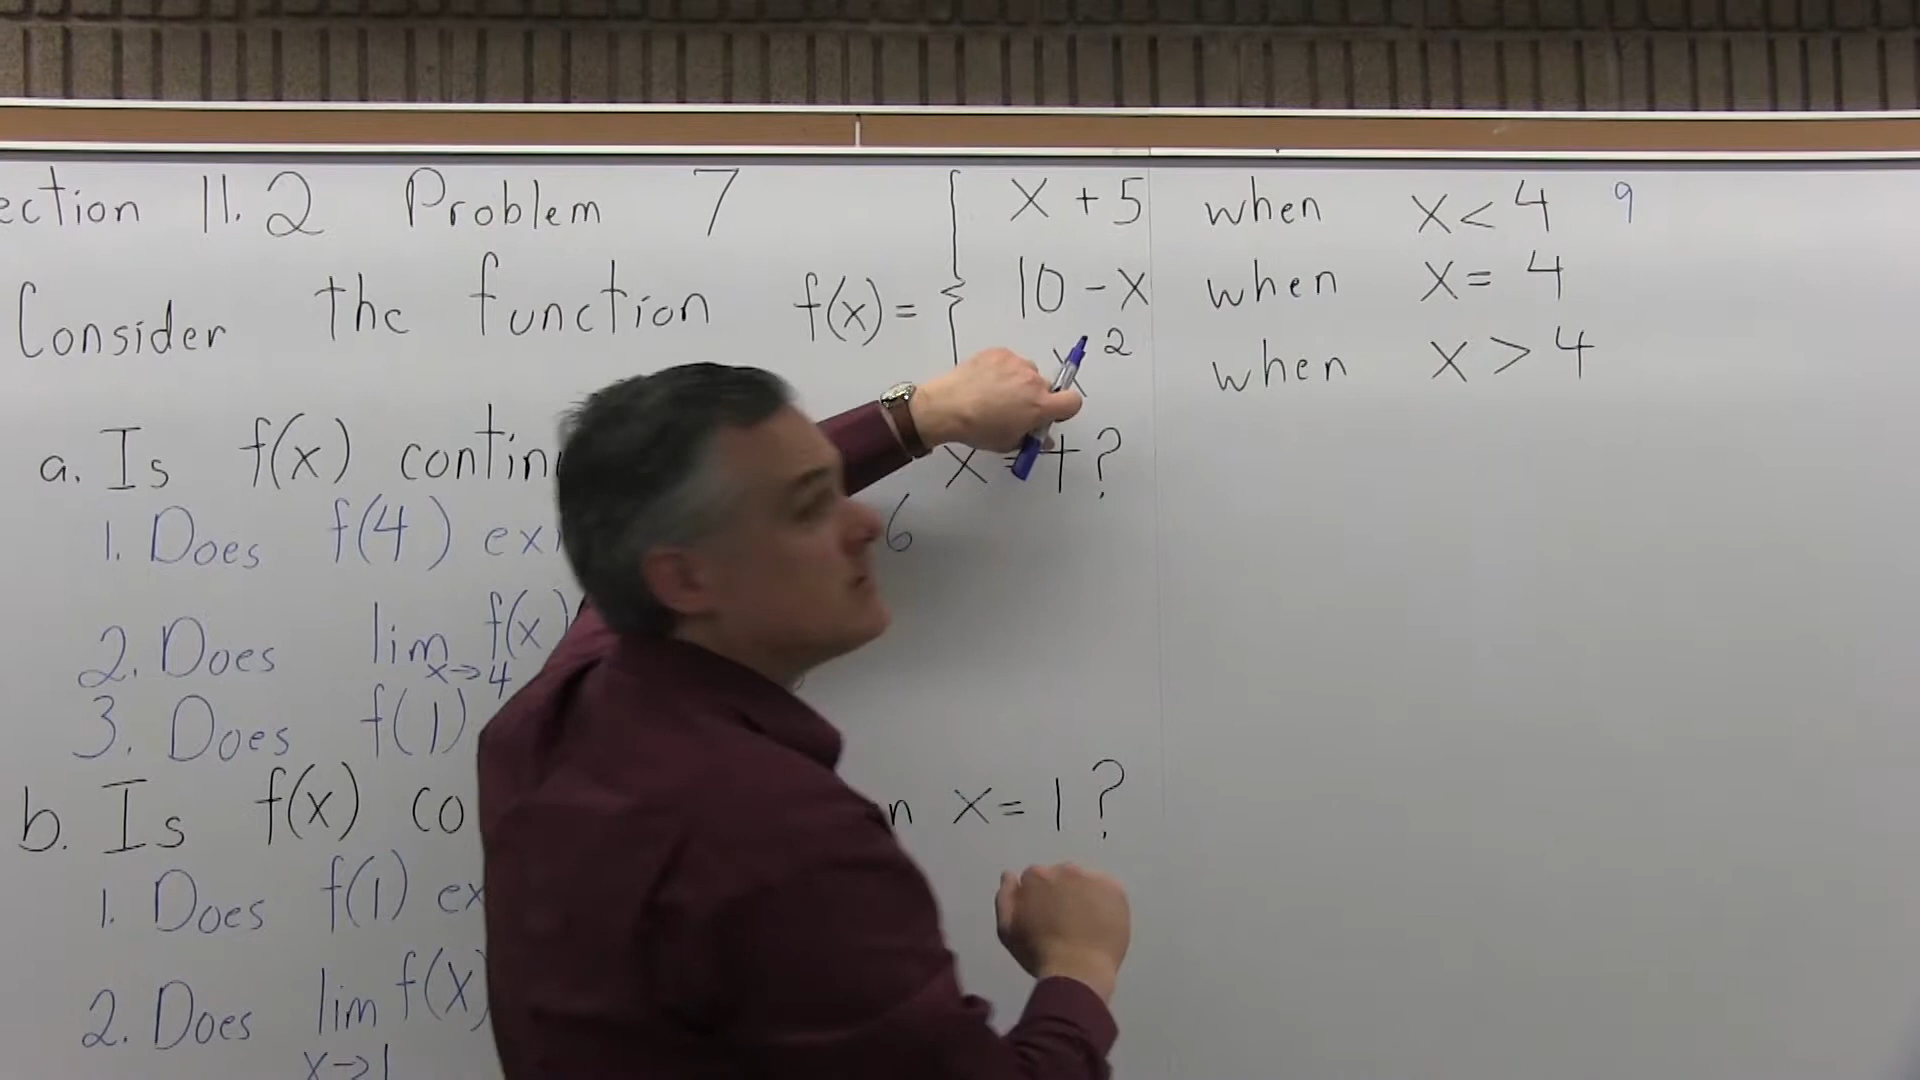 ection 11.2 Problem 7
Consider the function f(x) = {
x + 5 when x < 4 9
10 - x when x = 4
x² when x > 4
a. Is f(x) contin x = 4?
1. Does f(4) exi 6
2. Does lim x→4 f(x)
3. Does f(1)
b. Is f(x) co n x = 1?
1. Does f(1) ex
2. Does lim x→1 f(x)